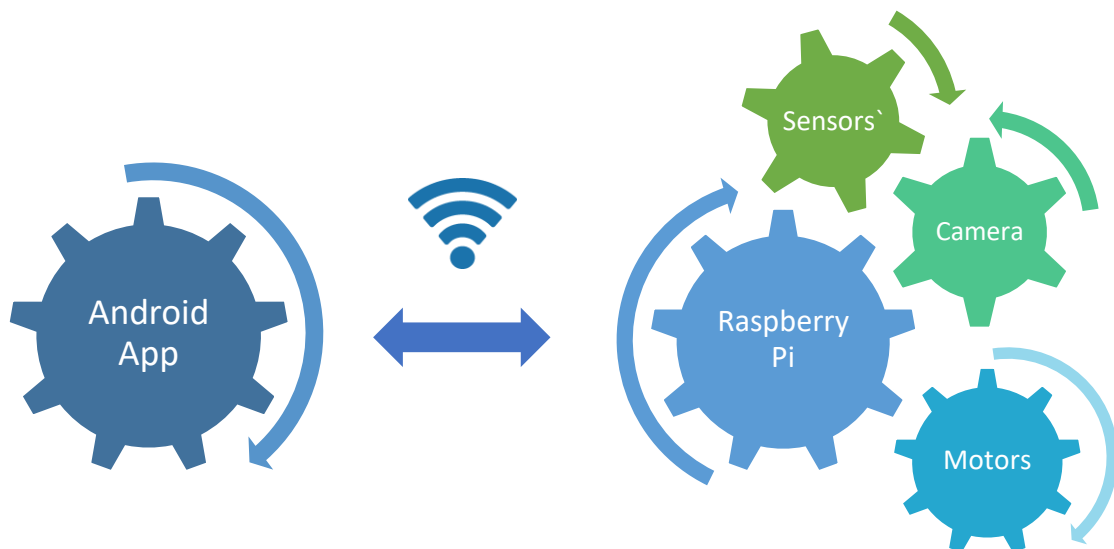 Android
App
Raspberry
Pi
Sensors`
Camera
Motors